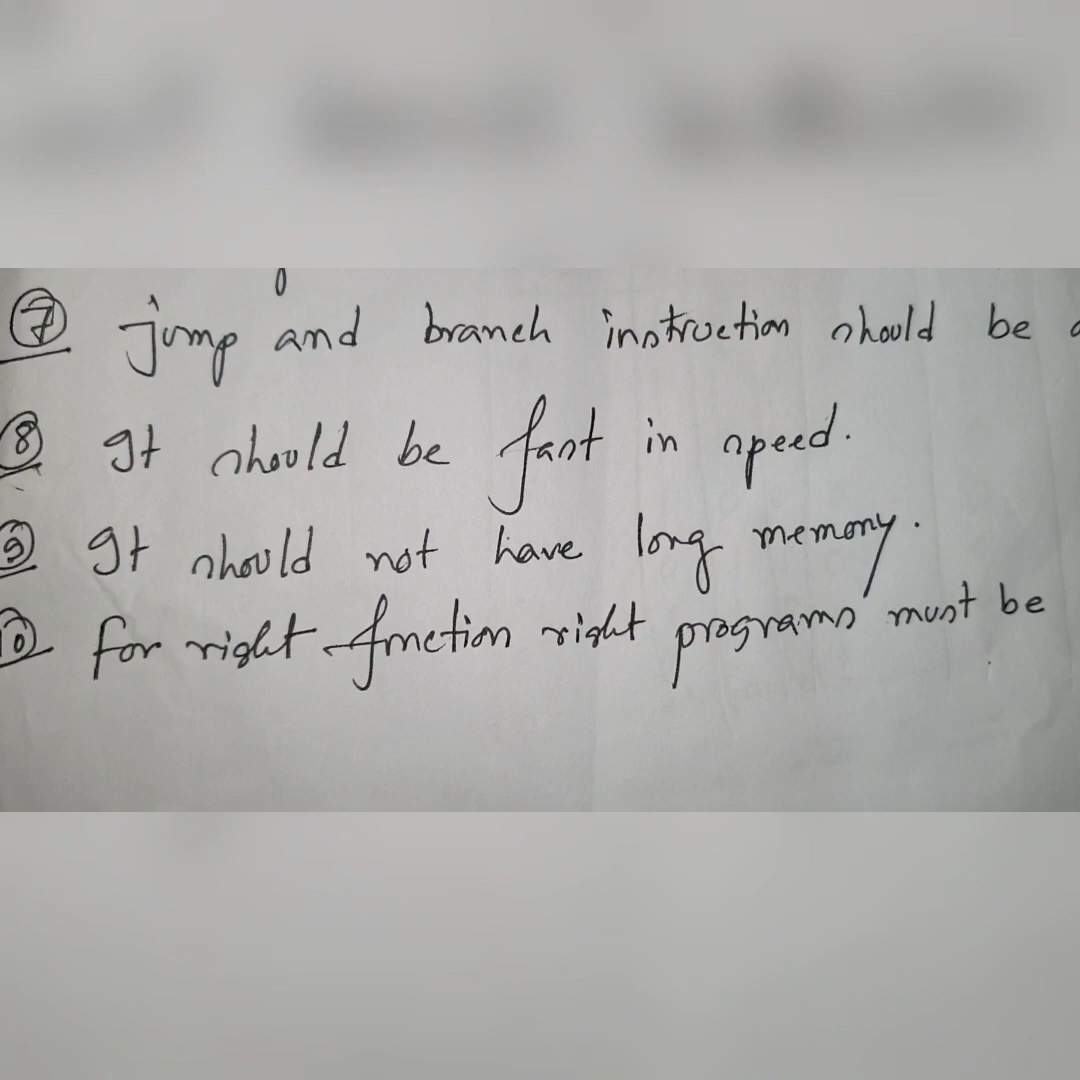 ⑦ jump and branch instruction should be
⑧ It should be fast in speed.
⑨ It should not have long memory.
⑩ for right function right programs must be